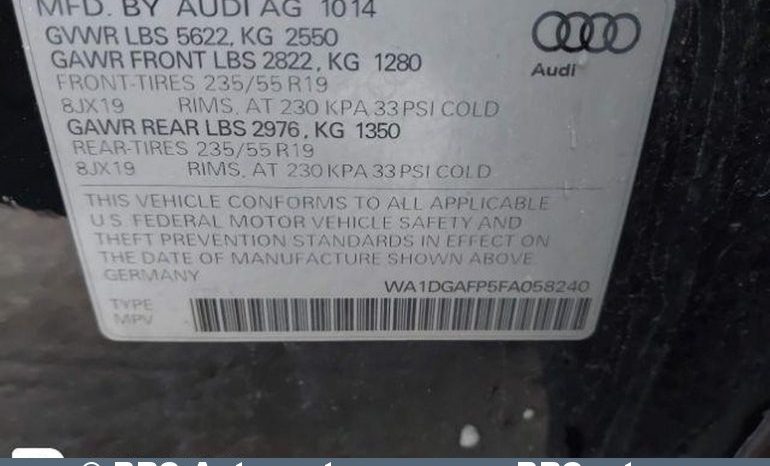 MFD. BY AUDI AG 10 14
GVWR LBS 5622, KG 2550
GAWR FRONT LBS 2822, KG 1280
FRONT-TIRES 235/55 R19
8JX19 RIMS, AT 230 KPA 33 PSI COLD
GAWR REAR LBS 2976, KG 1350
REAR-TIRES 235/55 R19
8JX19 RIMS, AT 230 KPA 33 PSI COLD
Audi
THIS VEHICLE CONFORMS TO ALL APPLICABLE
U.S. FEDERAL MOTOR VEHICLE SAFETY AND
THEFT PREVENTION STANDARDS IN EFFECT ON
THE DATE OF MANUFACTURE SHOWN ABOVE
GERMANY
WA1DGAFP5FA058240
TYPE
MPV